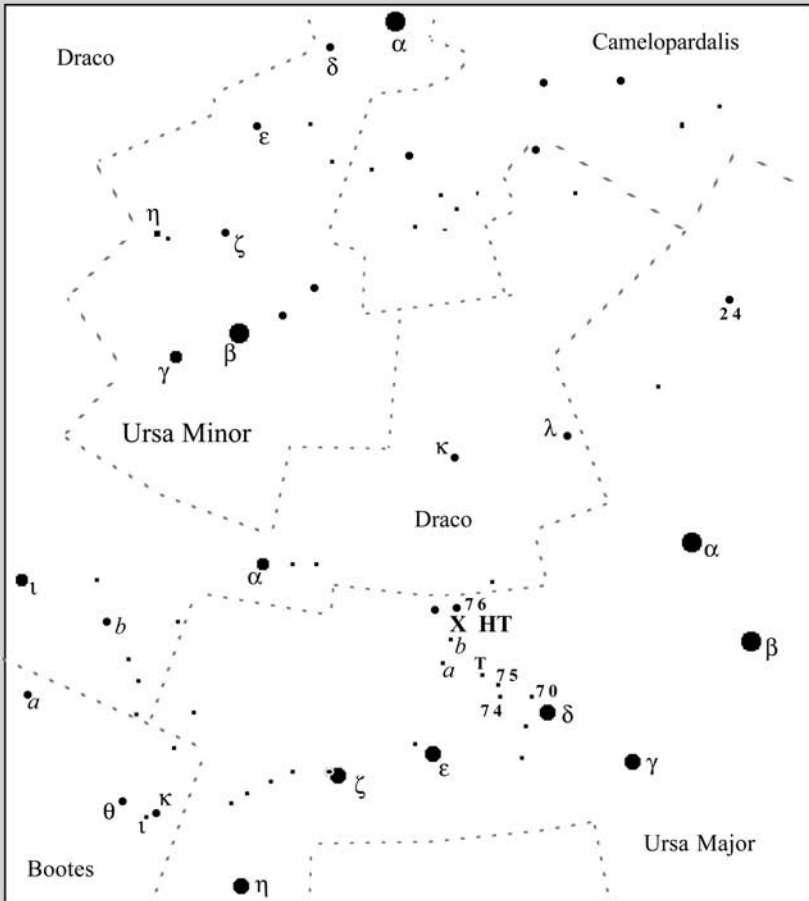 α
Camelopardalis
Draco
δ
ε
η
ζ
24
β
γ
Ursa Minor
λ
κ
Draco
α
α
ι
76
b
X HT
b
β
a
T
75
a
70
74
δ
ε
γ
ζ
θ
κ
ι
Ursa Major
Bootes
η